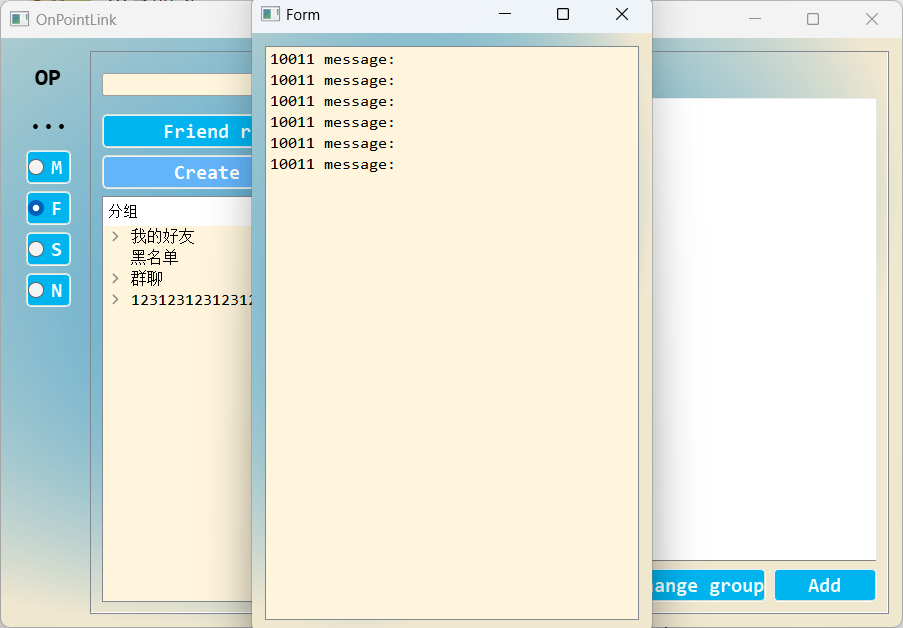 OnPointLink
Form
OP
...
M
F
S
N
Friend r
Create
分组
我的好友
黑名单
群聊
1231231231231
10011 message:
10011 message:
10011 message:
10011 message:
10011 message:
10011 message:
ange group
Add